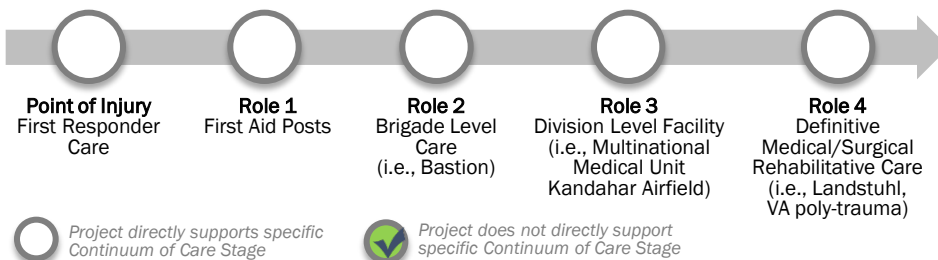 Point of Injury
First Responder
Care
Role 1
First Aid Posts
Role 2
Brigade Level
Care
(i.e., Bastion)
Role 3
Division Level Facility
(i.e., Multinational
Medical Unit
Kandahar Airfield)
Role 4
Definitive
Medical/Surgical
Rehabilitative Care
(i.e., Landstuhl,
VA poly-trauma)
Project directly supports specific
Continuum of Care Stage
Project does not directly support
specific Continuum of Care Stage